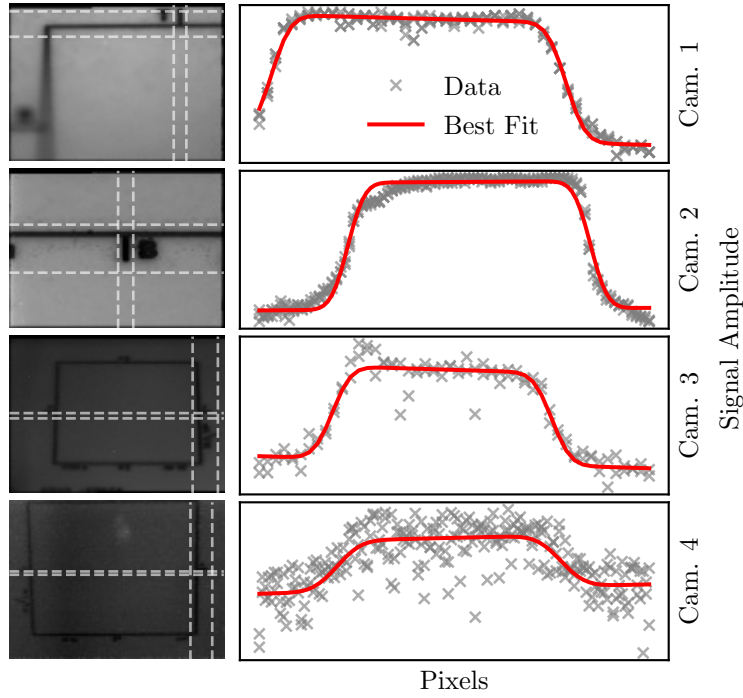 Data
Best Fit
Cam. 1
Cam. 2
Cam. 3
Cam. 4
Signal Amplitude
Pixels